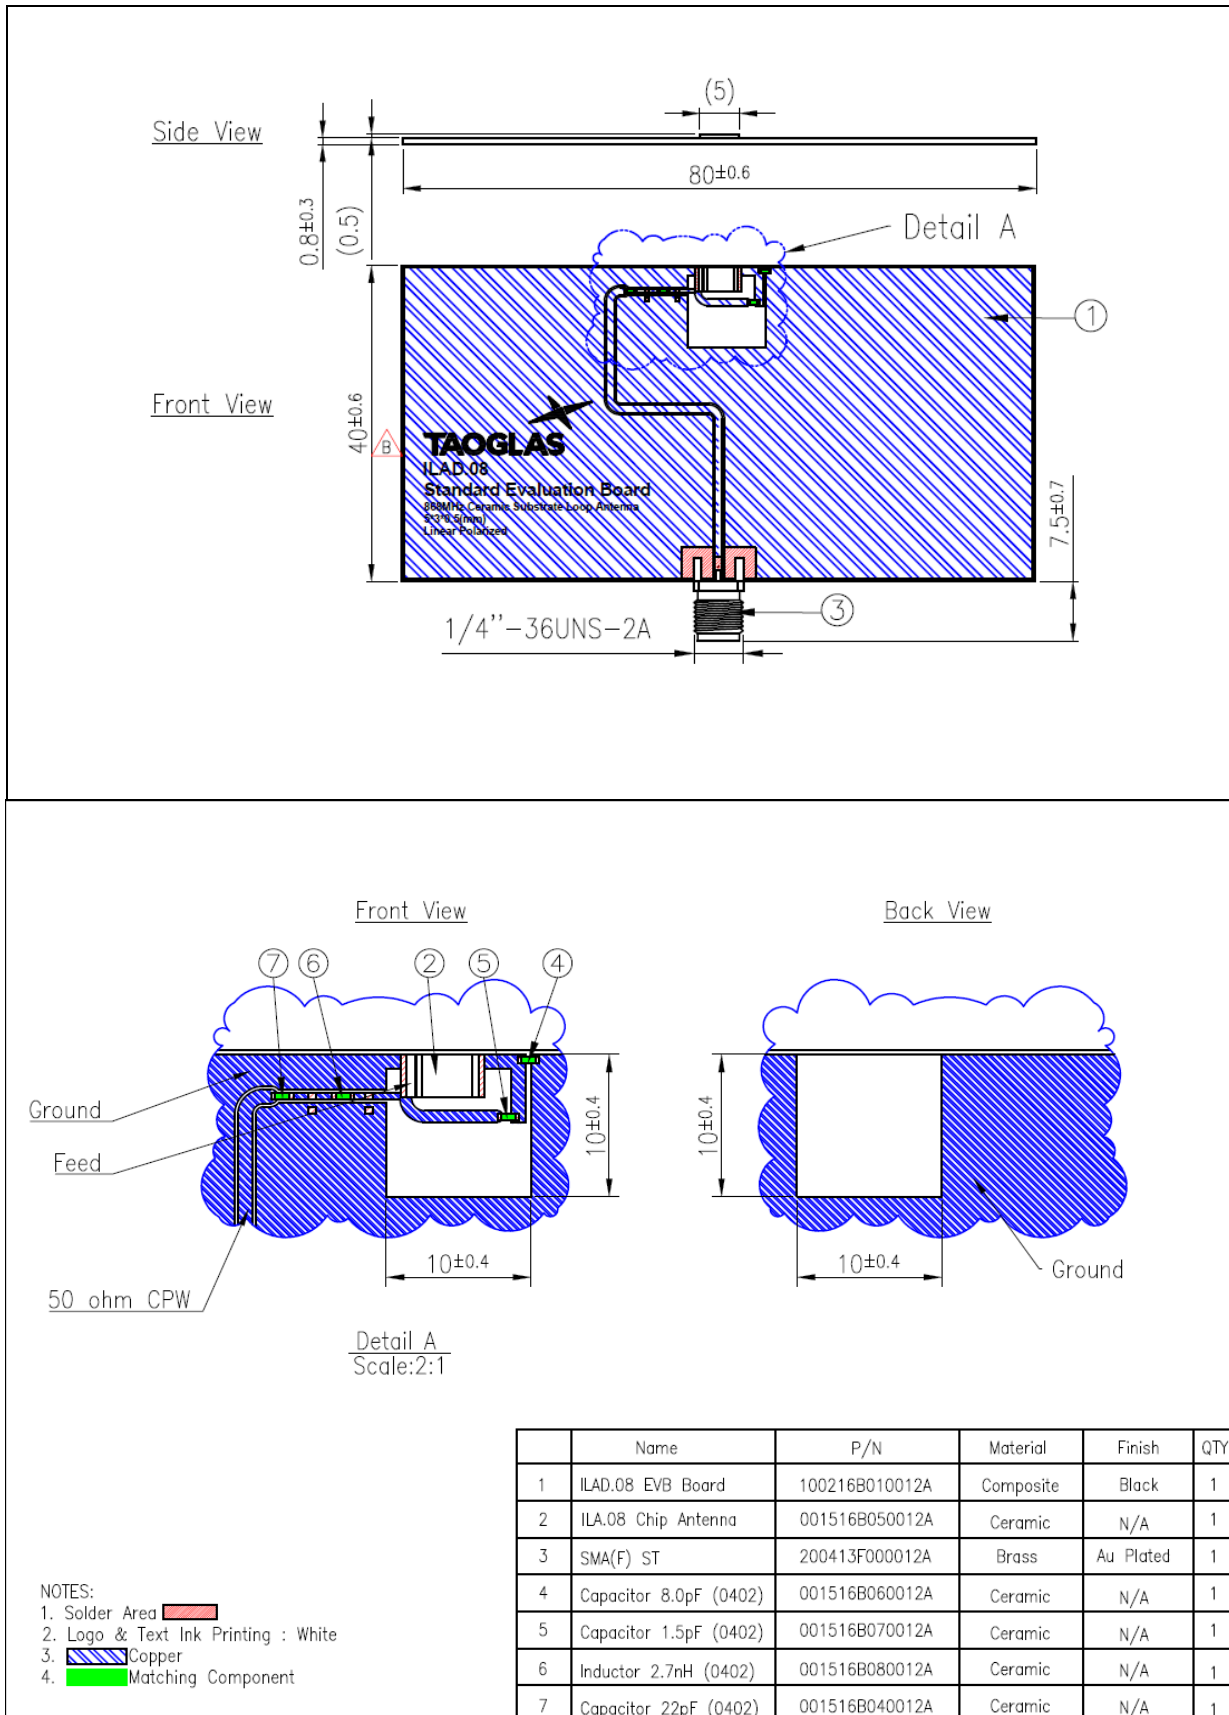 (5)
Side View
80±0.6
0.8±0.3
(0.5)
Detail A
1
Front View
40±0.6
B
TAOGLAS
ILAD.08
Standard Evaluation Board
868MHz Ceramic Substrate Loop Antenna
5*3*0.5(mm)
Linear Polarized
7.5±0.7
3
1/4''-36UNS-2A
Front View
Back View
7 6 2 5 4
Ground
Feed
10±0.4
10±0.4
10±0.4
10±0.4
Ground
50 ohm CPW
Detail A
Scale:2:1
Name P/N Material Finish QTY
1 ILAD.08 EVB Board 100216B010012A Composite Black 1
2 ILA.08 Chip Antenna 001516B050012A Ceramic N/A 1
3 SMA(F) ST 200413F000012A Brass Au Plated 1
4 Capacitor 8.0pF (0402) 001516B060012A Ceramic N/A 1
5 Capacitor 1.5pF (0402) 001516B070012A Ceramic N/A 1
6 Inductor 2.7nH (0402) 001516B080012A Ceramic N/A 1
7 Capacitor 22pF (0402) 001516B040012A Ceramic N/A 1
NOTES:
1. Solder Area
2. Logo & Text Ink Printing : White
3. Copper
4. Matching Component